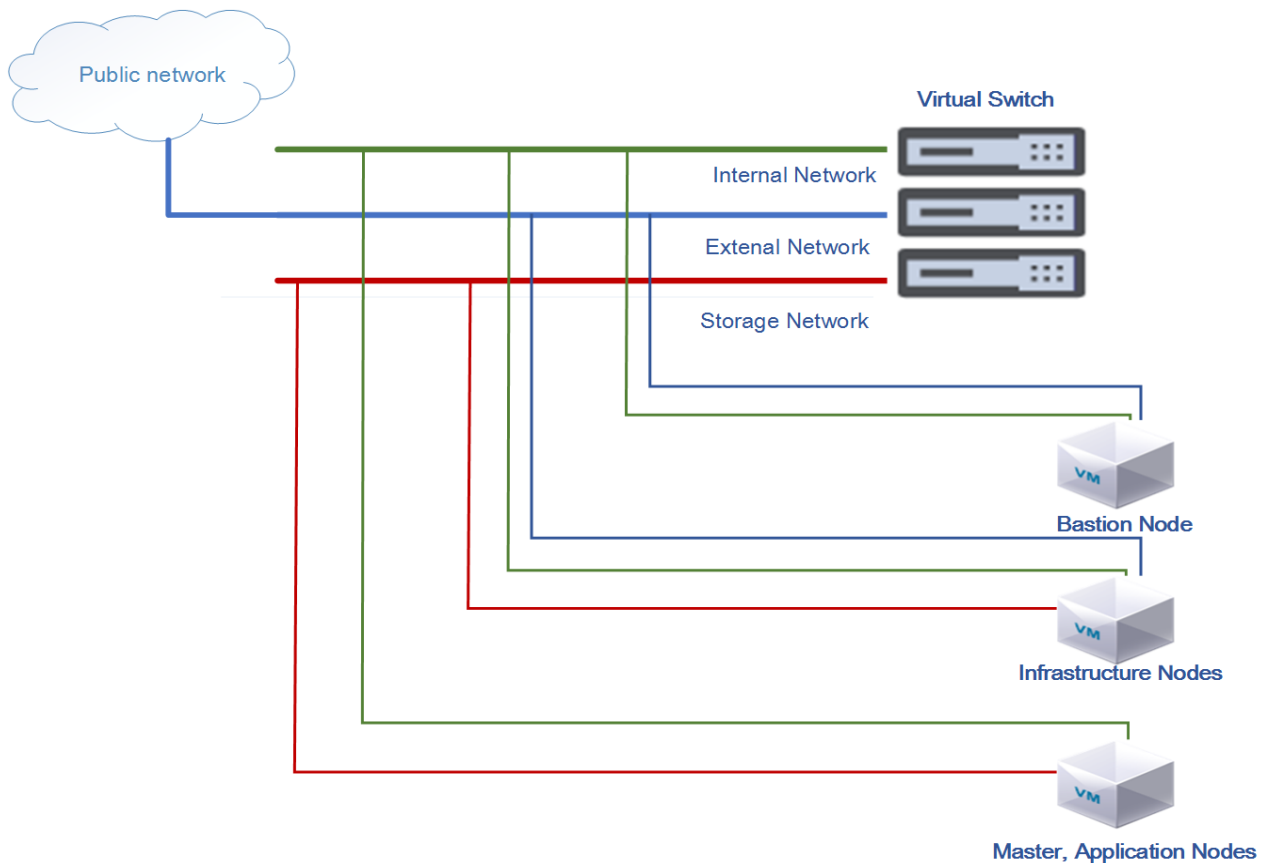 Public network
Virtual Switch
Internal Network
Extenal Network
Storage Network
VM
Bastion Node
VM
Infrastructure Nodes
VM
Master, Application Nodes